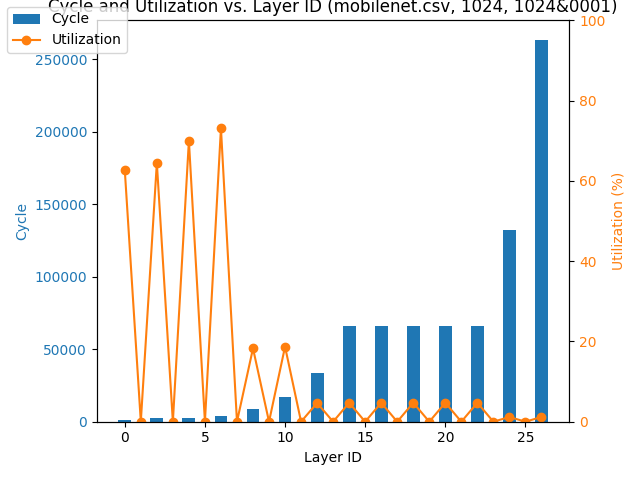 Cycle and Utilization vs. Layer ID (mobilenet.csv, 1024, 1024&0001)
Cycle
Utilization
250000
200000
150000
100000
50000
0
Cycle
100
80
60
40
20
0
Utilization (%)
0 5 10 15 20 25
Layer ID